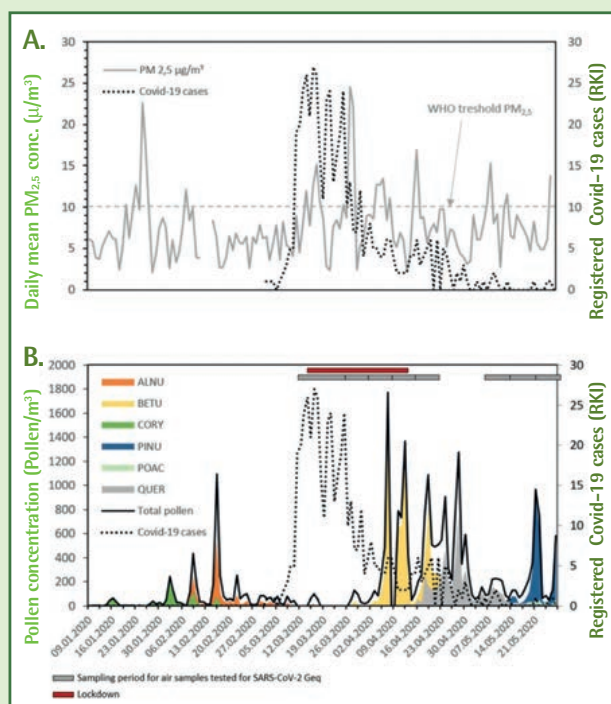 A.
Daily mean PM2,5 conc. (µ/m³)
30
25
20
15
10
5
0
PM 2,5 µg/m³
Covid-19 cases
WHO treshold PM2,5
30
25
20
15
10
5
0
Registered Covid–19 cases (RKI)
B.
Pollen concentration (Pollen/m³)
2000
1800
1600
1400
1200
1000
800
600
400
200
0
ALNU
BETU
CORY
PINU
POAC
QUER
Total pollen
Covid-19 cases
30
25
20
15
10
5
0
Registered Covid–19 cases (RKI)
09.01.2020
16.01.2020
23.01.2020
30.01.2020
06.02.2020
13.02.2020
20.02.2020
27.02.2020
05.03.2020
12.03.2020
19.03.2020
26.03.2020
02.04.2020
09.04.2020
16.04.2020
23.04.2020
30.04.2020
07.05.2020
14.05.2020
21.05.2020
Sampling period for air samples tested for SARS-CoV-2 Geq
Lockdown